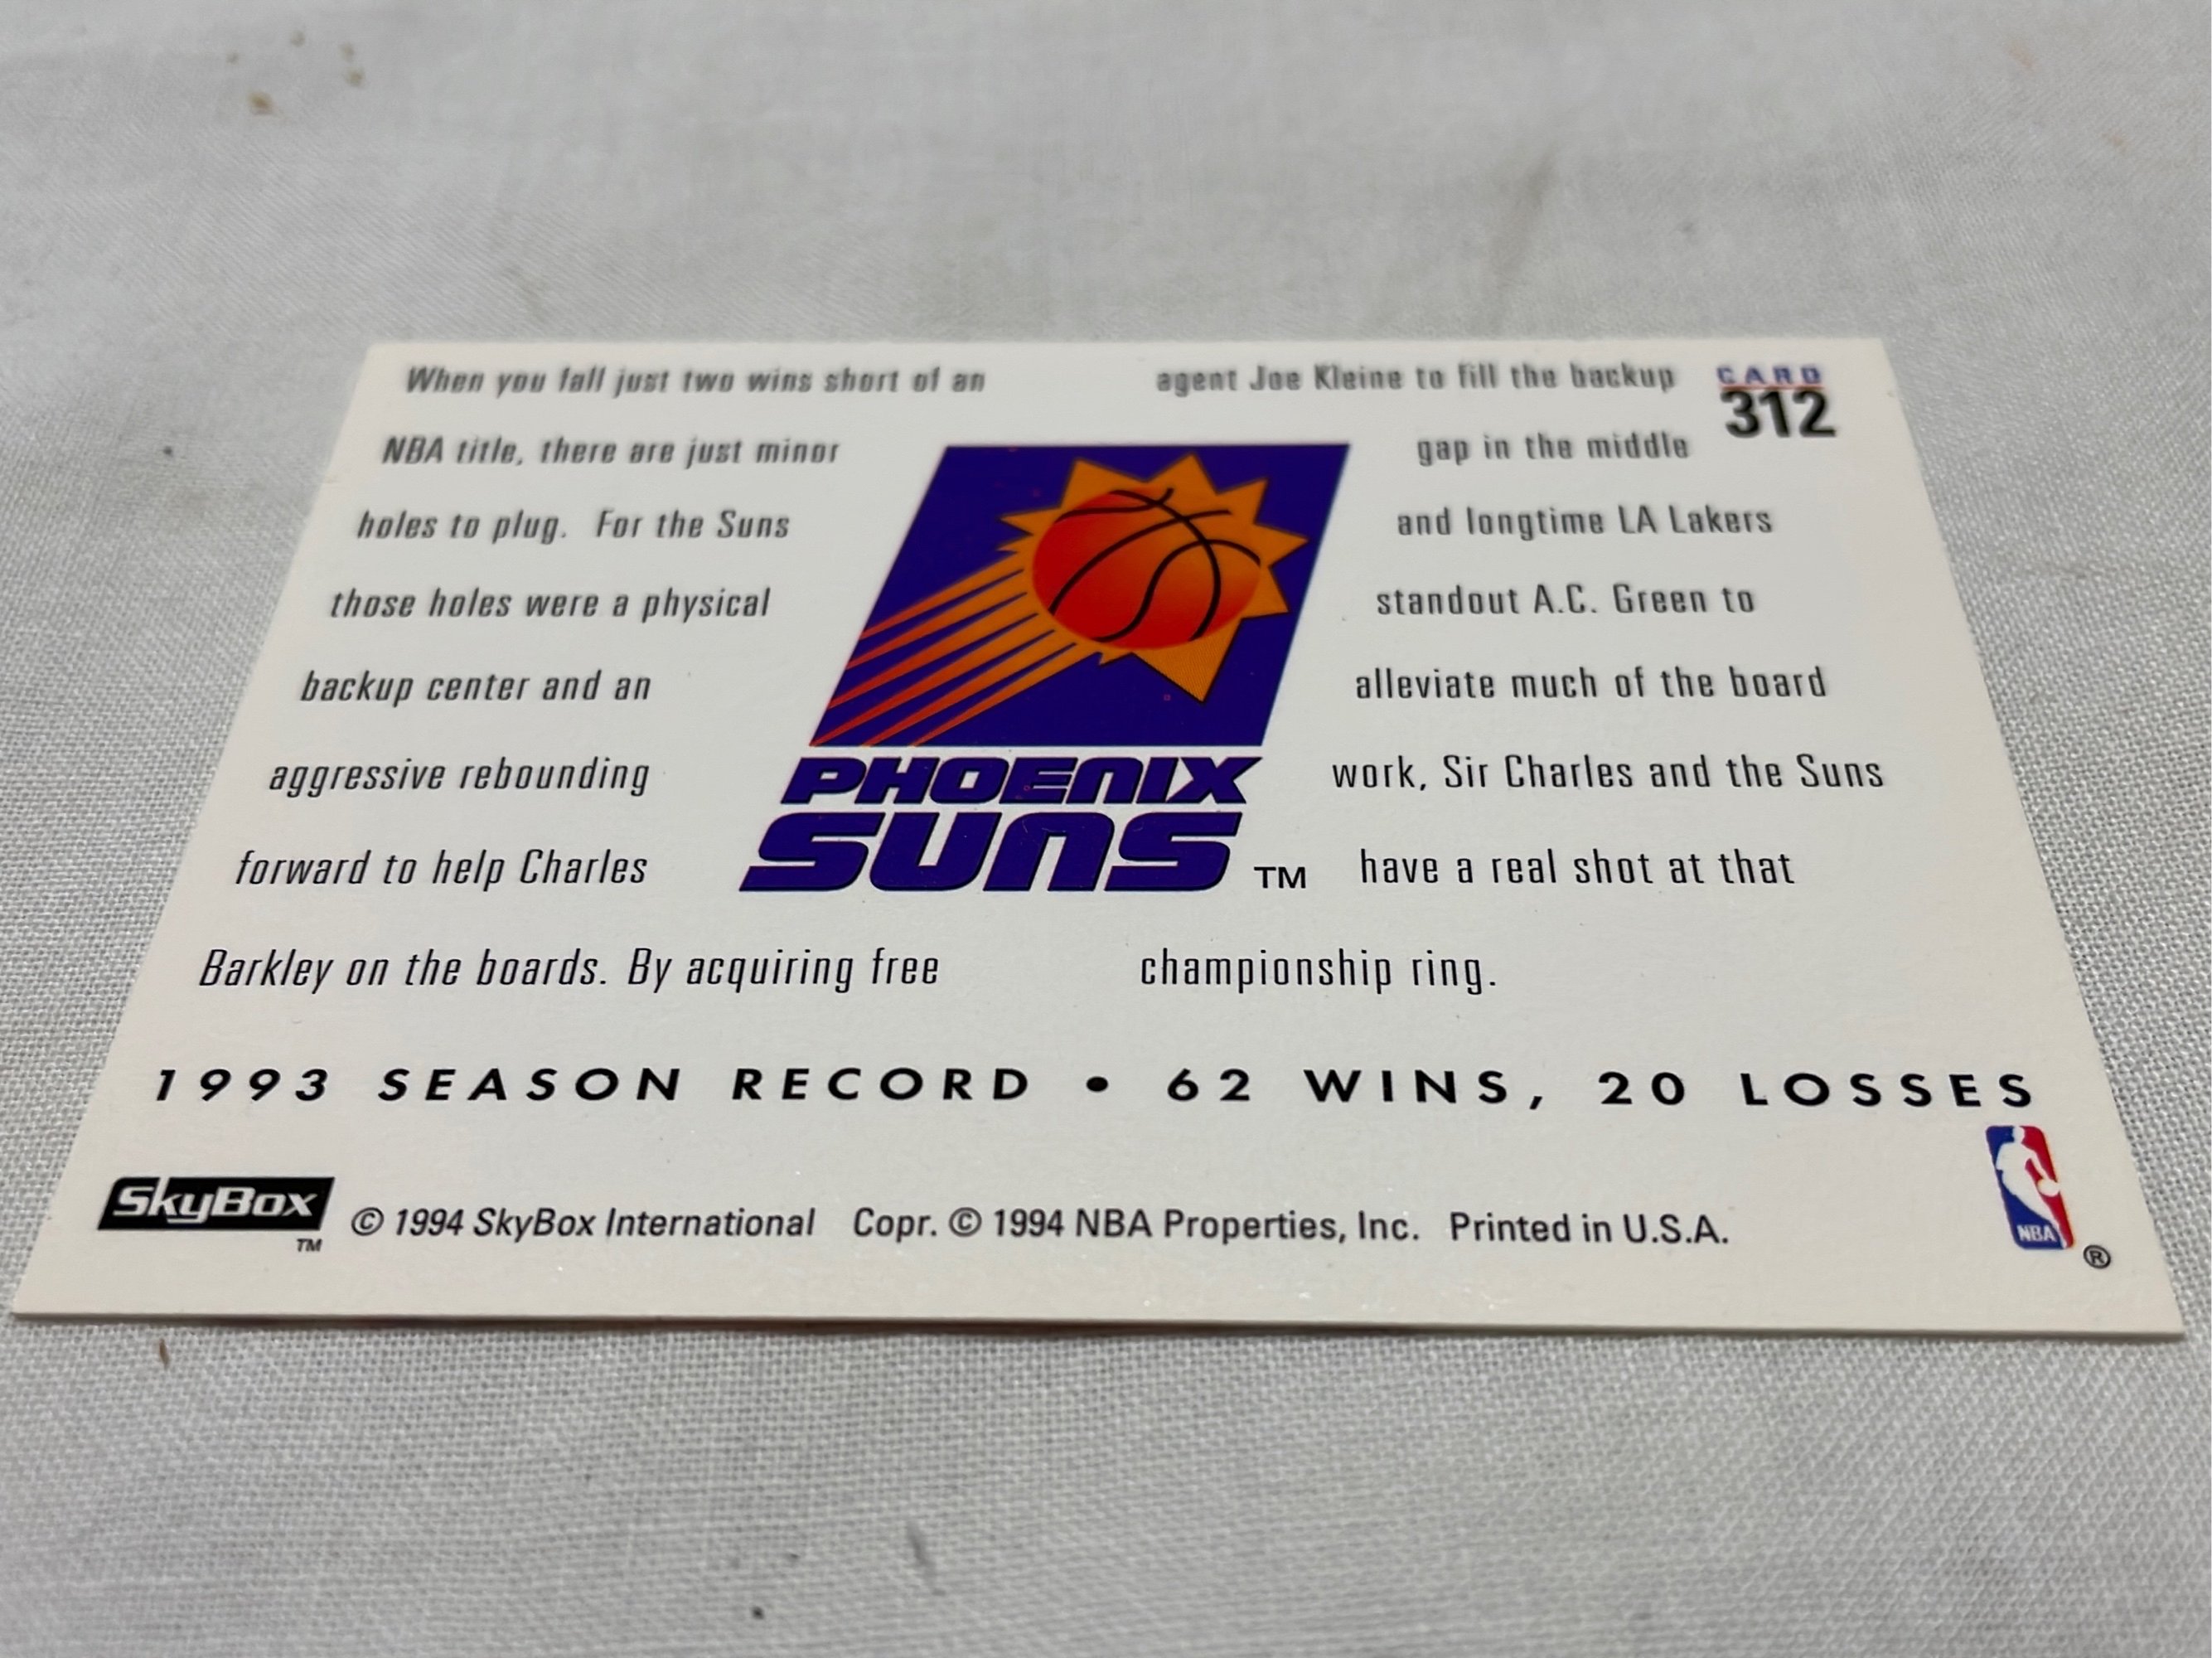 When you fall just two wins short of an
NBA title, there are just minor
holes to plug. For the Suns
those holes were a physical
backup center and an
aggressive rebounding
forward to help Charles
Barkley on the boards. By acquiring free
agent Joe Kleine to fill the backup
gap in the middle
and longtime LA Lakers
standout A.C. Green to
alleviate much of the board
work, Sir Charles and the Suns
have a real shot at that
championship ring.
CARD
312
PHOENIX
SUNS TM
1993 SEASON RECORD • 62 WINS, 20 LOSSES
SkyBox TM
© 1994 SkyBox International Copr. © 1994 NBA Properties, Inc. Printed in U.S.A.
NBA ®